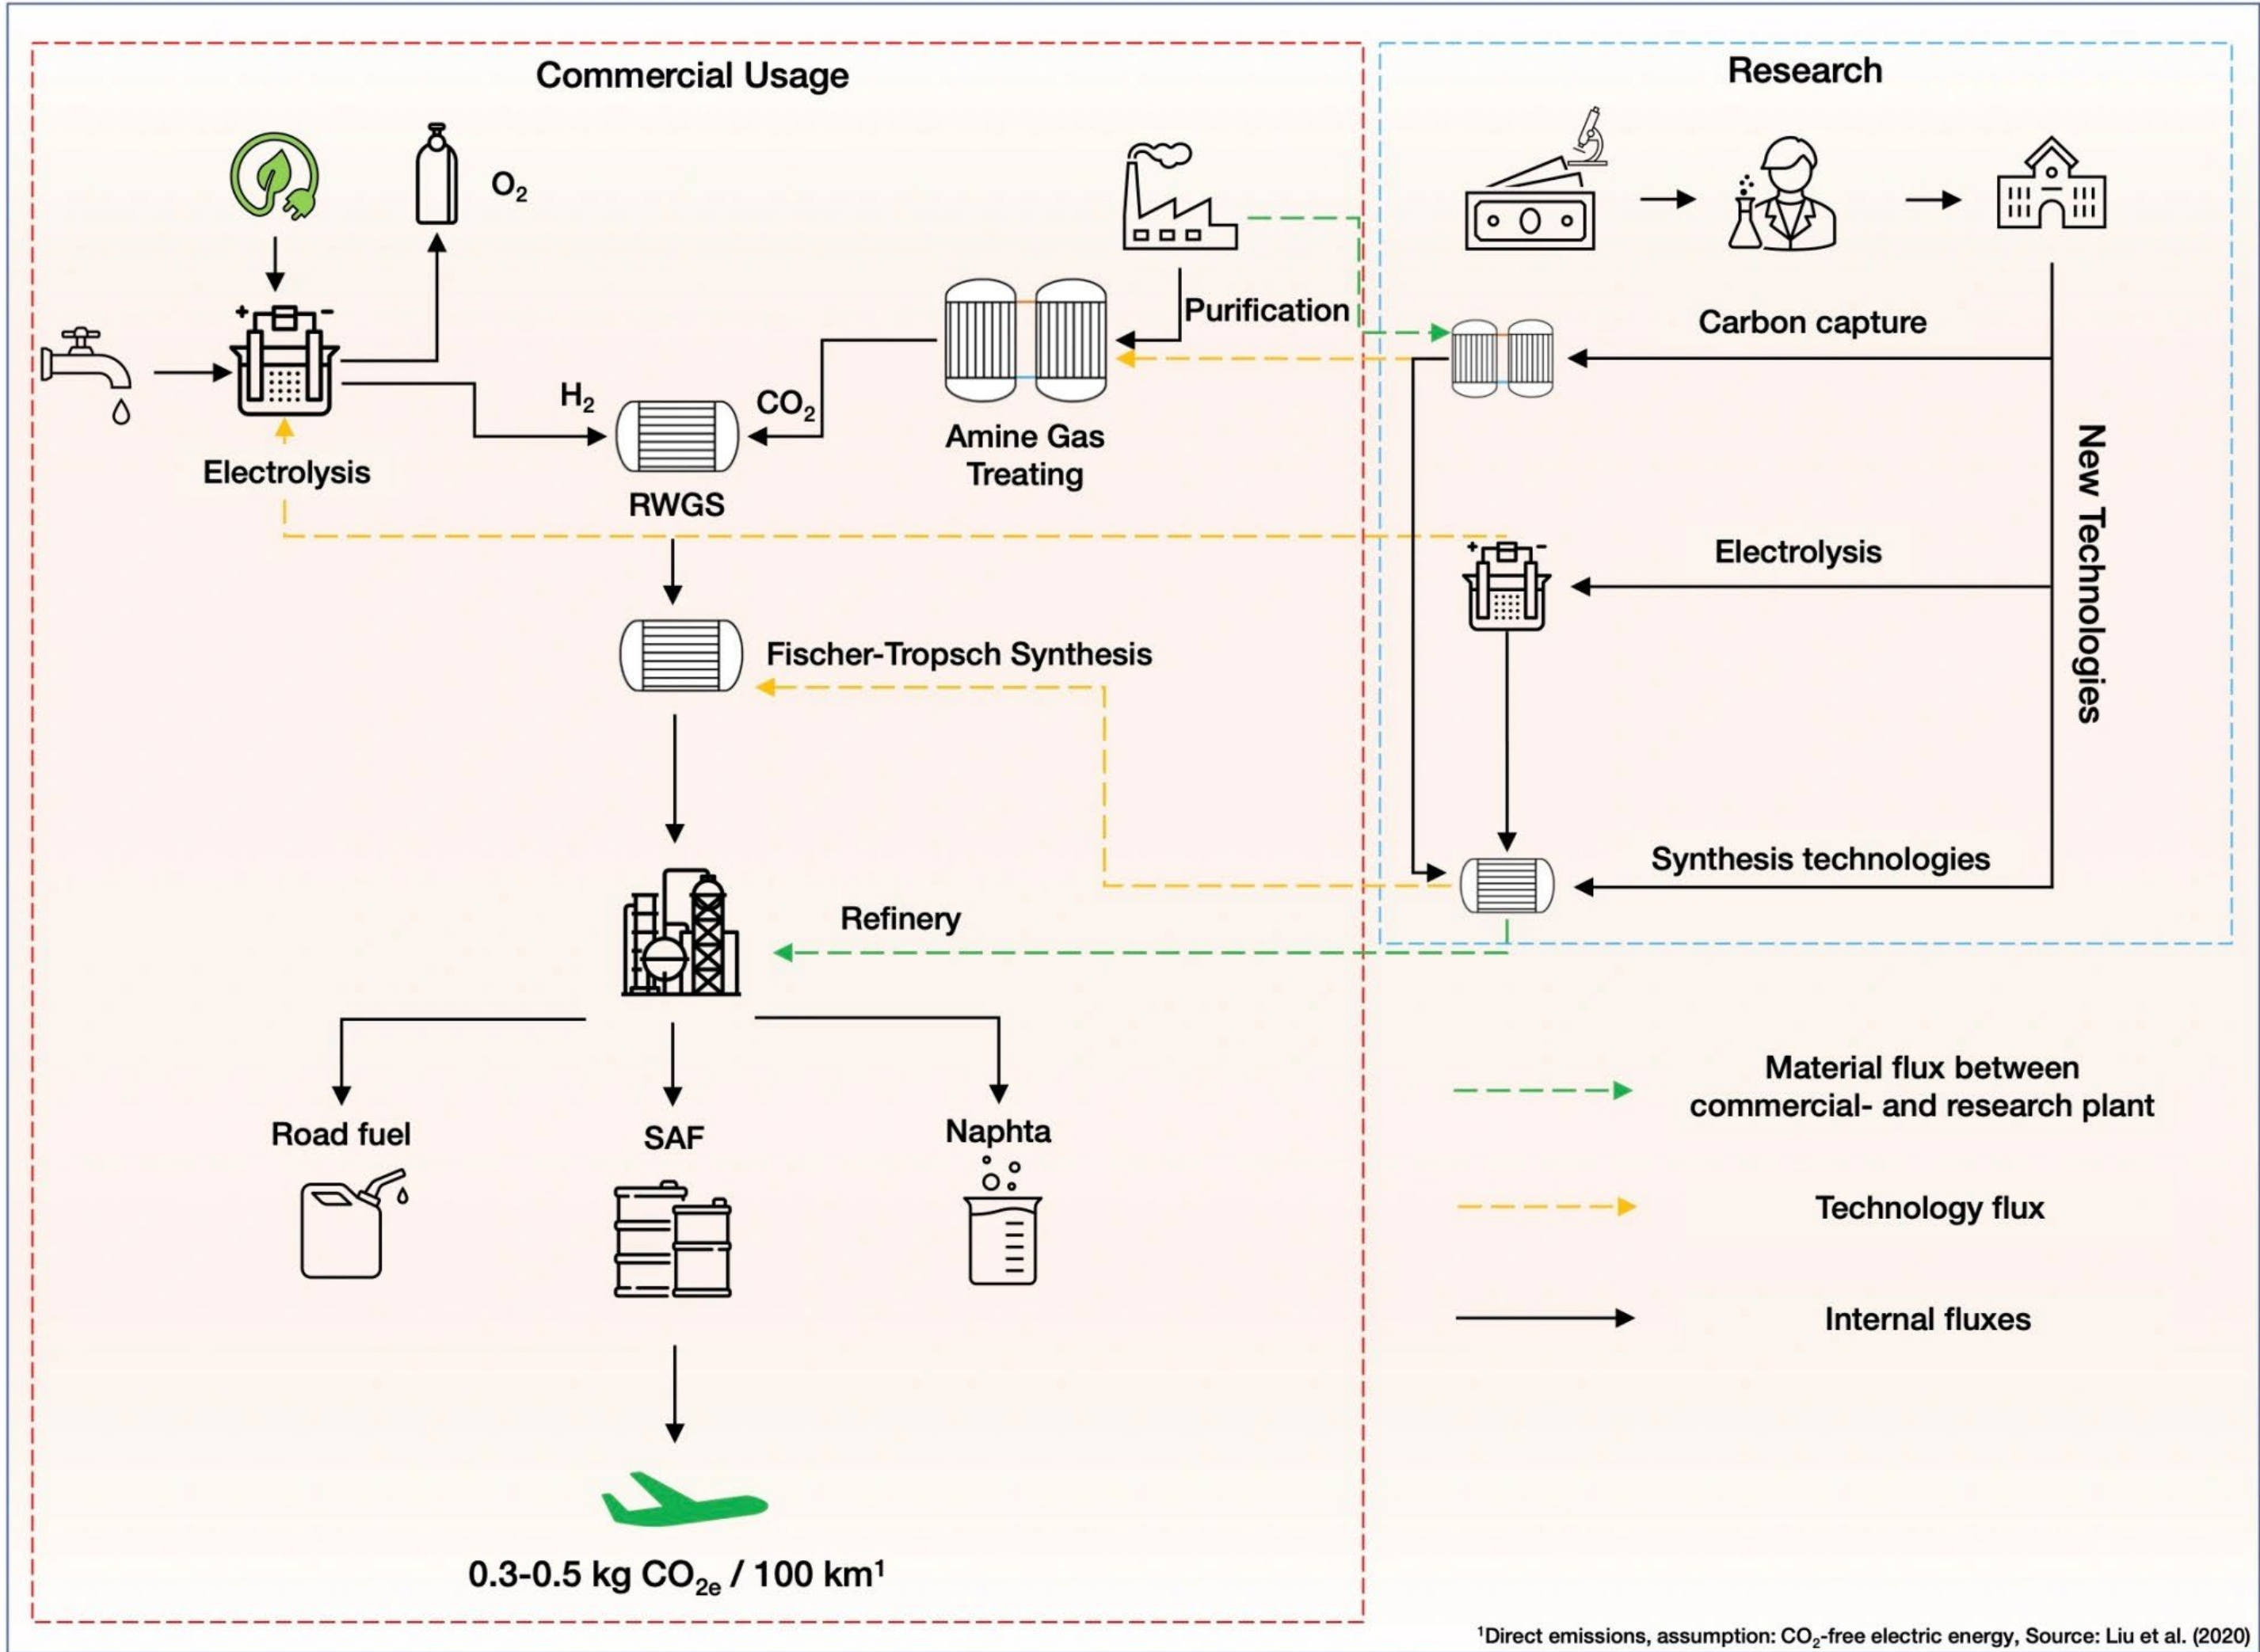 Commercial Usage
Research
O₂
Purification
Carbon capture
H₂
CO₂
Amine Gas
Treating
Electrolysis
RWGS
New Technologies
Electrolysis
Fischer-Tropsch Synthesis
Synthesis technologies
Refinery
Road fuel
SAF
Naphta
Material flux between
commercial- and research plant
Technology flux
Internal fluxes
0.3-0.5 kg CO₂e / 100 km¹
¹Direct emissions, assumption: CO₂-free electric energy, Source: Liu et al. (2020)